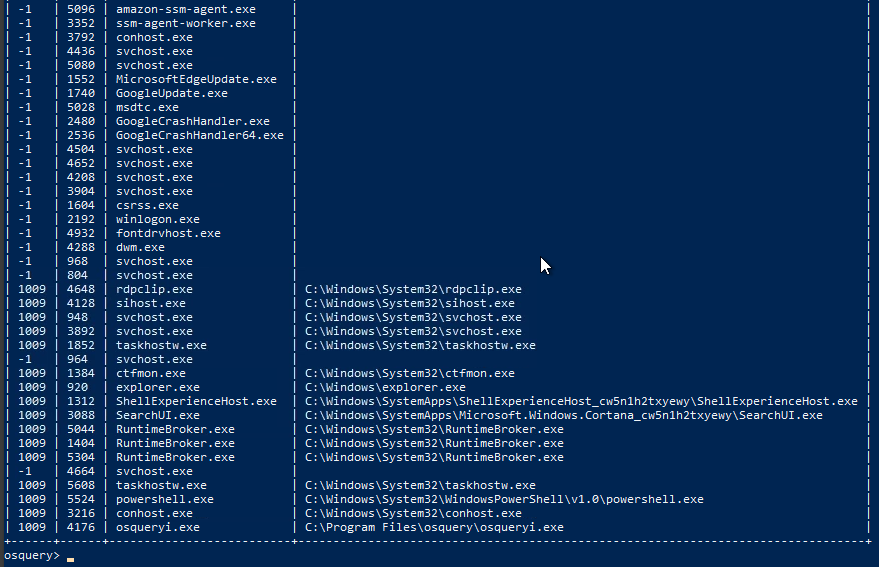 | -1   | 5096 | amazon-ssm-agent.exe     |
| -1   | 3352 | ssm-agent-worker.exe     |
| -1   | 3792 | conhost.exe              |
| -1   | 4436 | svchost.exe              |
| -1   | 5080 | svchost.exe              |
| -1   | 1552 | MicrosoftEdgeUpdate.exe  |
| -1   | 1740 | GoogleUpdate.exe         |
| -1   | 5028 | msdtc.exe                |
| -1   | 2480 | GoogleCrashHandler.exe   |
| -1   | 2536 | GoogleCrashHandler64.exe |
| -1   | 4504 | svchost.exe              |
| -1   | 4652 | svchost.exe              |
| -1   | 4208 | svchost.exe              |
| -1   | 3904 | svchost.exe              |
| -1   | 1604 | csrss.exe                |
| -1   | 2192 | winlogon.exe             |
| -1   | 4932 | fontdrvhost.exe          |
| -1   | 4288 | dwm.exe                  |
| -1   | 968  | svchost.exe              |
| -1   | 804  | svchost.exe              |
| 1009 | 4648 | rdpclip.exe              | C:\Windows\System32\rdpclip.exe |
| 1009 | 4128 | sihost.exe               | C:\Windows\System32\sihost.exe |
| 1009 | 948  | svchost.exe              | C:\Windows\System32\svchost.exe |
| 1009 | 3892 | svchost.exe              | C:\Windows\System32\svchost.exe |
| 1009 | 1852 | taskhostw.exe            | C:\Windows\System32\taskhostw.exe |
| -1   | 964  | svchost.exe              |
| 1009 | 1384 | ctfmon.exe               | C:\Windows\System32\ctfmon.exe |
| 1009 | 920  | explorer.exe             | C:\Windows\explorer.exe |
| 1009 | 1312 | ShellExperienceHost.exe  | C:\Windows\SystemApps\ShellExperienceHost_cw5n1h2txyewy\ShellExperienceHost.exe |
| 1009 | 3088 | SearchUI.exe             | C:\Windows\SystemApps\Microsoft.Windows.Cortana_cw5n1h2txyewy\SearchUI.exe |
| 1009 | 5044 | RuntimeBroker.exe        | C:\Windows\System32\RuntimeBroker.exe |
| 1009 | 1404 | RuntimeBroker.exe        | C:\Windows\System32\RuntimeBroker.exe |
| 1009 | 5304 | RuntimeBroker.exe        | C:\Windows\System32\RuntimeBroker.exe |
| -1   | 4664 | svchost.exe              |
| 1009 | 5608 | taskhostw.exe            | C:\Windows\System32\taskhostw.exe |
| 1009 | 5524 | powershell.exe           | C:\Windows\System32\WindowsPowerShell\v1.0\powershell.exe |
| 1009 | 3216 | conhost.exe              | C:\Windows\System32\conhost.exe |
| 1009 | 4176 | osqueryi.exe             | C:\Program Files\osquery\osqueryi.exe |
osquery> _